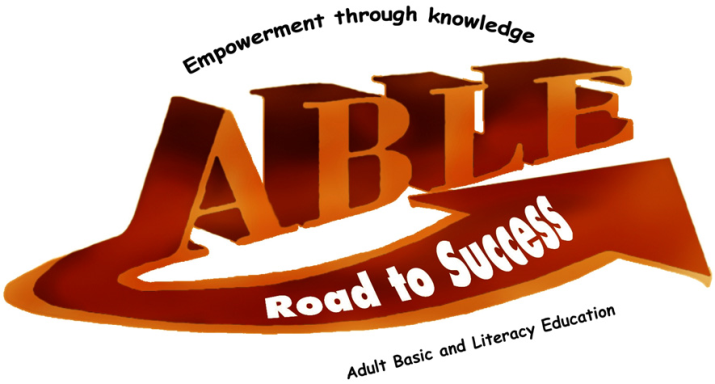 Empowerment through knowledge
ABLE
Road to Success
Adult Basic and Literacy Education